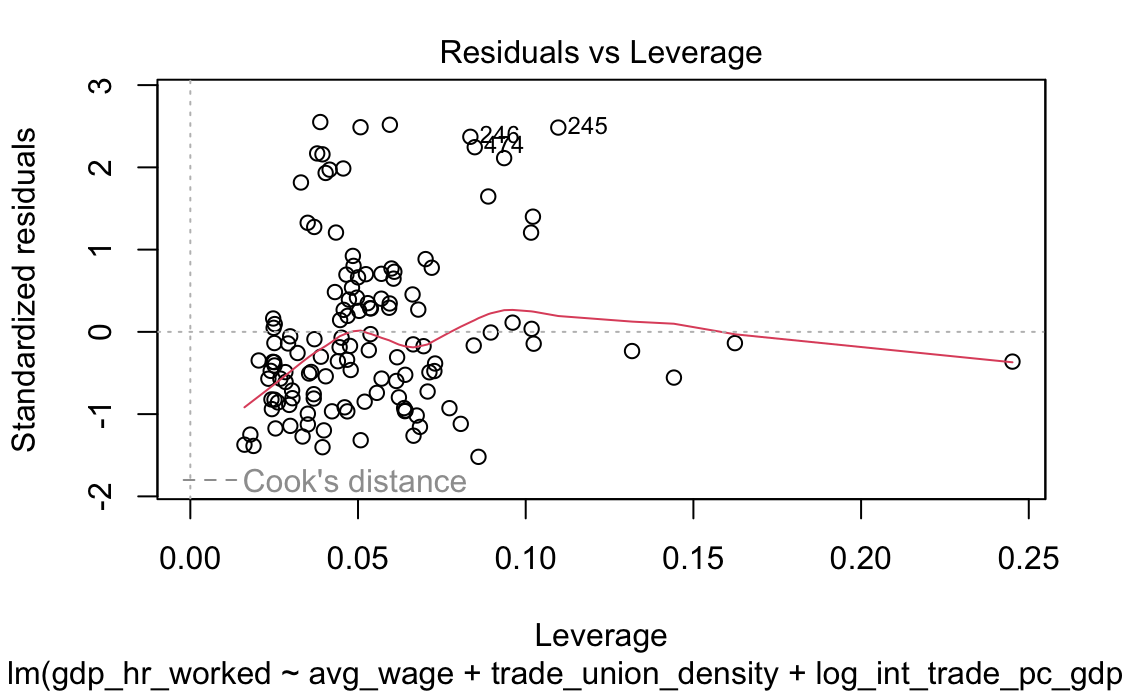 Residuals vs Leverage
Standardized residuals
3
2
1
0
-1
-2
246
474
245
Cook's distance
0.00 0.05 0.10 0.15 0.20 0.25
Leverage
lm(gdp_hr_worked ~ avg_wage + trade_union_density + log_int_trade_pc_gdp